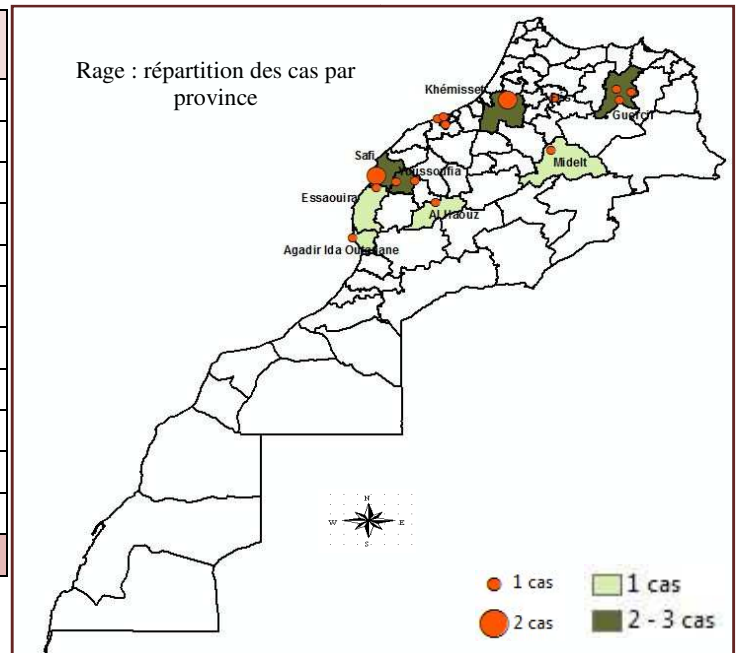 Rage : répartition des cas par
province
Khémisset
Guercif
Safi
Youssoufia
Midelt
Essaouira
Al Haouz
Agadir Ida Outanane
N
W E
S
1 cas
2 cas
1 cas
2 - 3 cas